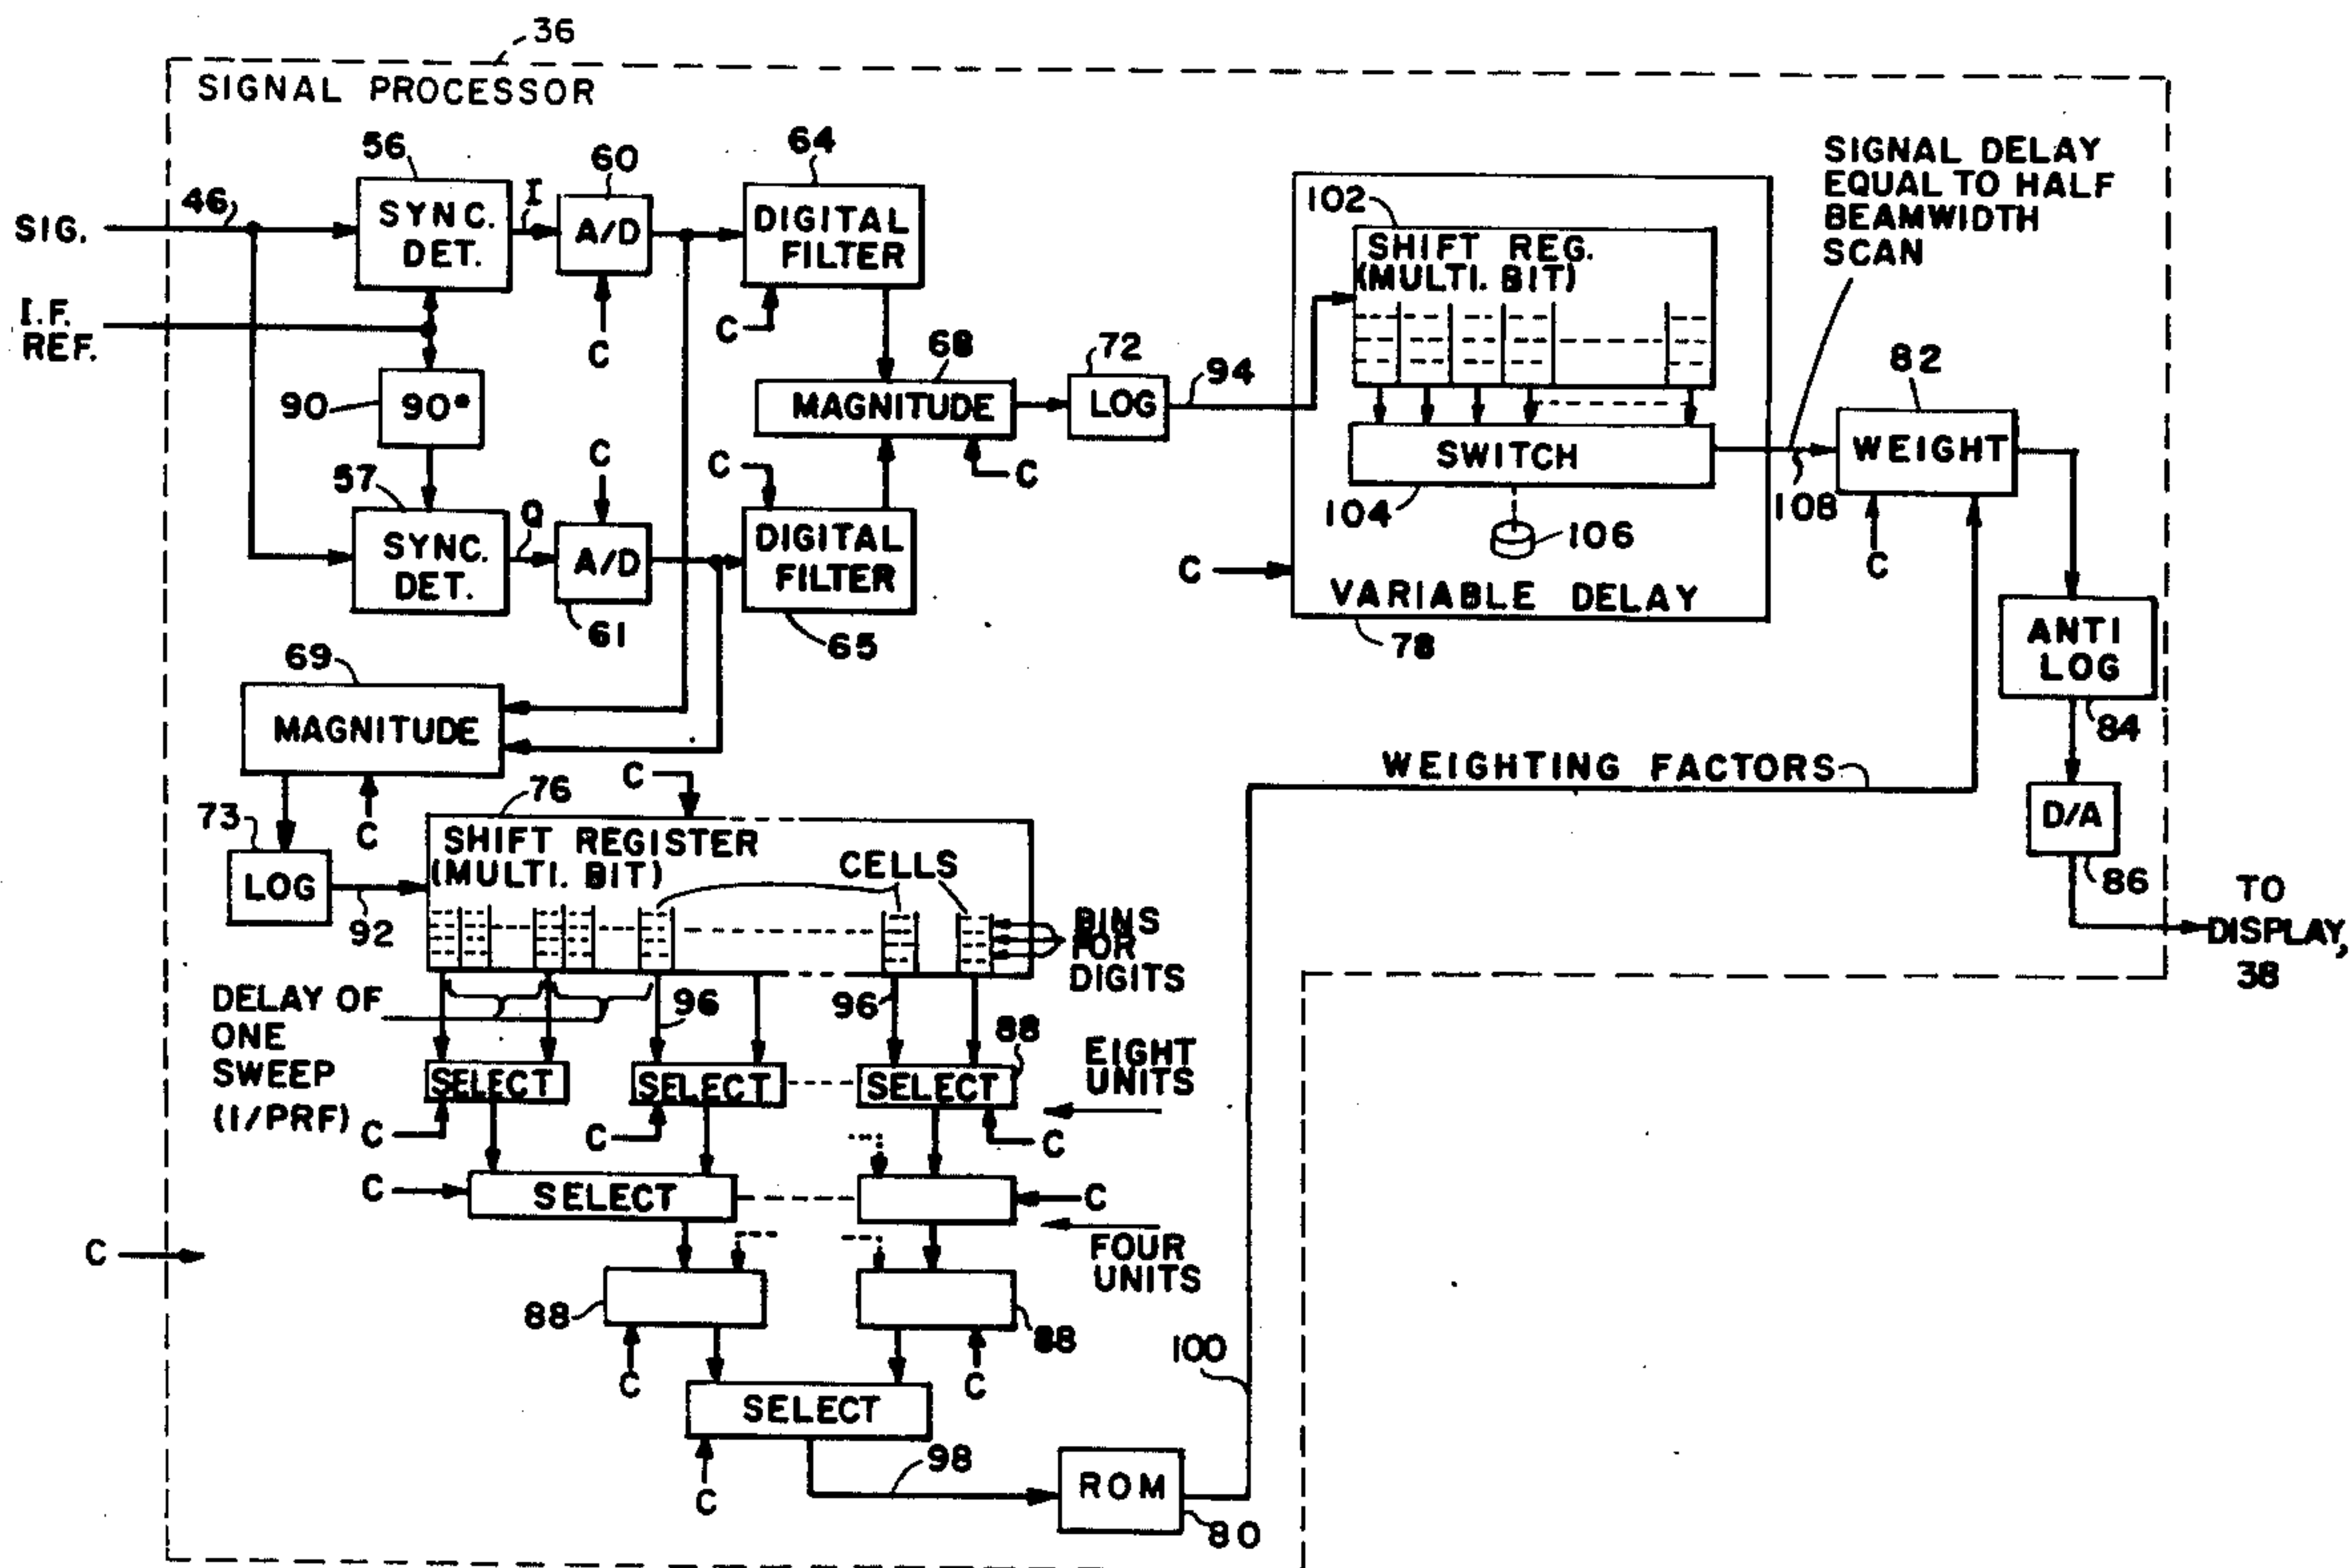 36
SIGNAL PROCESSOR
56
60
64
SIG.
46
SYNC.
DET.
I
A/D
DIGITAL
FILTER
C
C
I.F.
REF.
90
90°
57
SYNC.
DET.
Q
C
A/D
61
C
DIGITAL
FILTER
65
68
MAGNITUDE
C
72
LOG
94
102
SHIFT REG.
(MULTI. BIT)
SWITCH
104
106
C
VARIABLE DELAY
78
SIGNAL DELAY
EQUAL TO HALF
BEAMWIDTH
SCAN
108
82
WEIGHT
C
ANTI
LOG
84
D/A
86
TO
DISPLAY,
38
69
MAGNITUDE
C
73
LOG
92
C
76
SHIFT REGISTER
(MULTI. BIT)
CELLS
BINS
FOR
DIGITS
WEIGHTING FACTORS
DELAY OF
ONE
SWEEP
(1/PRF)
96
96
88
SELECT
SELECT
SELECT
EIGHT
UNITS
C
C
C
C
SELECT
C
FOUR
UNITS
C
88
88
C
C
SELECT
C
98
ROM
80
100